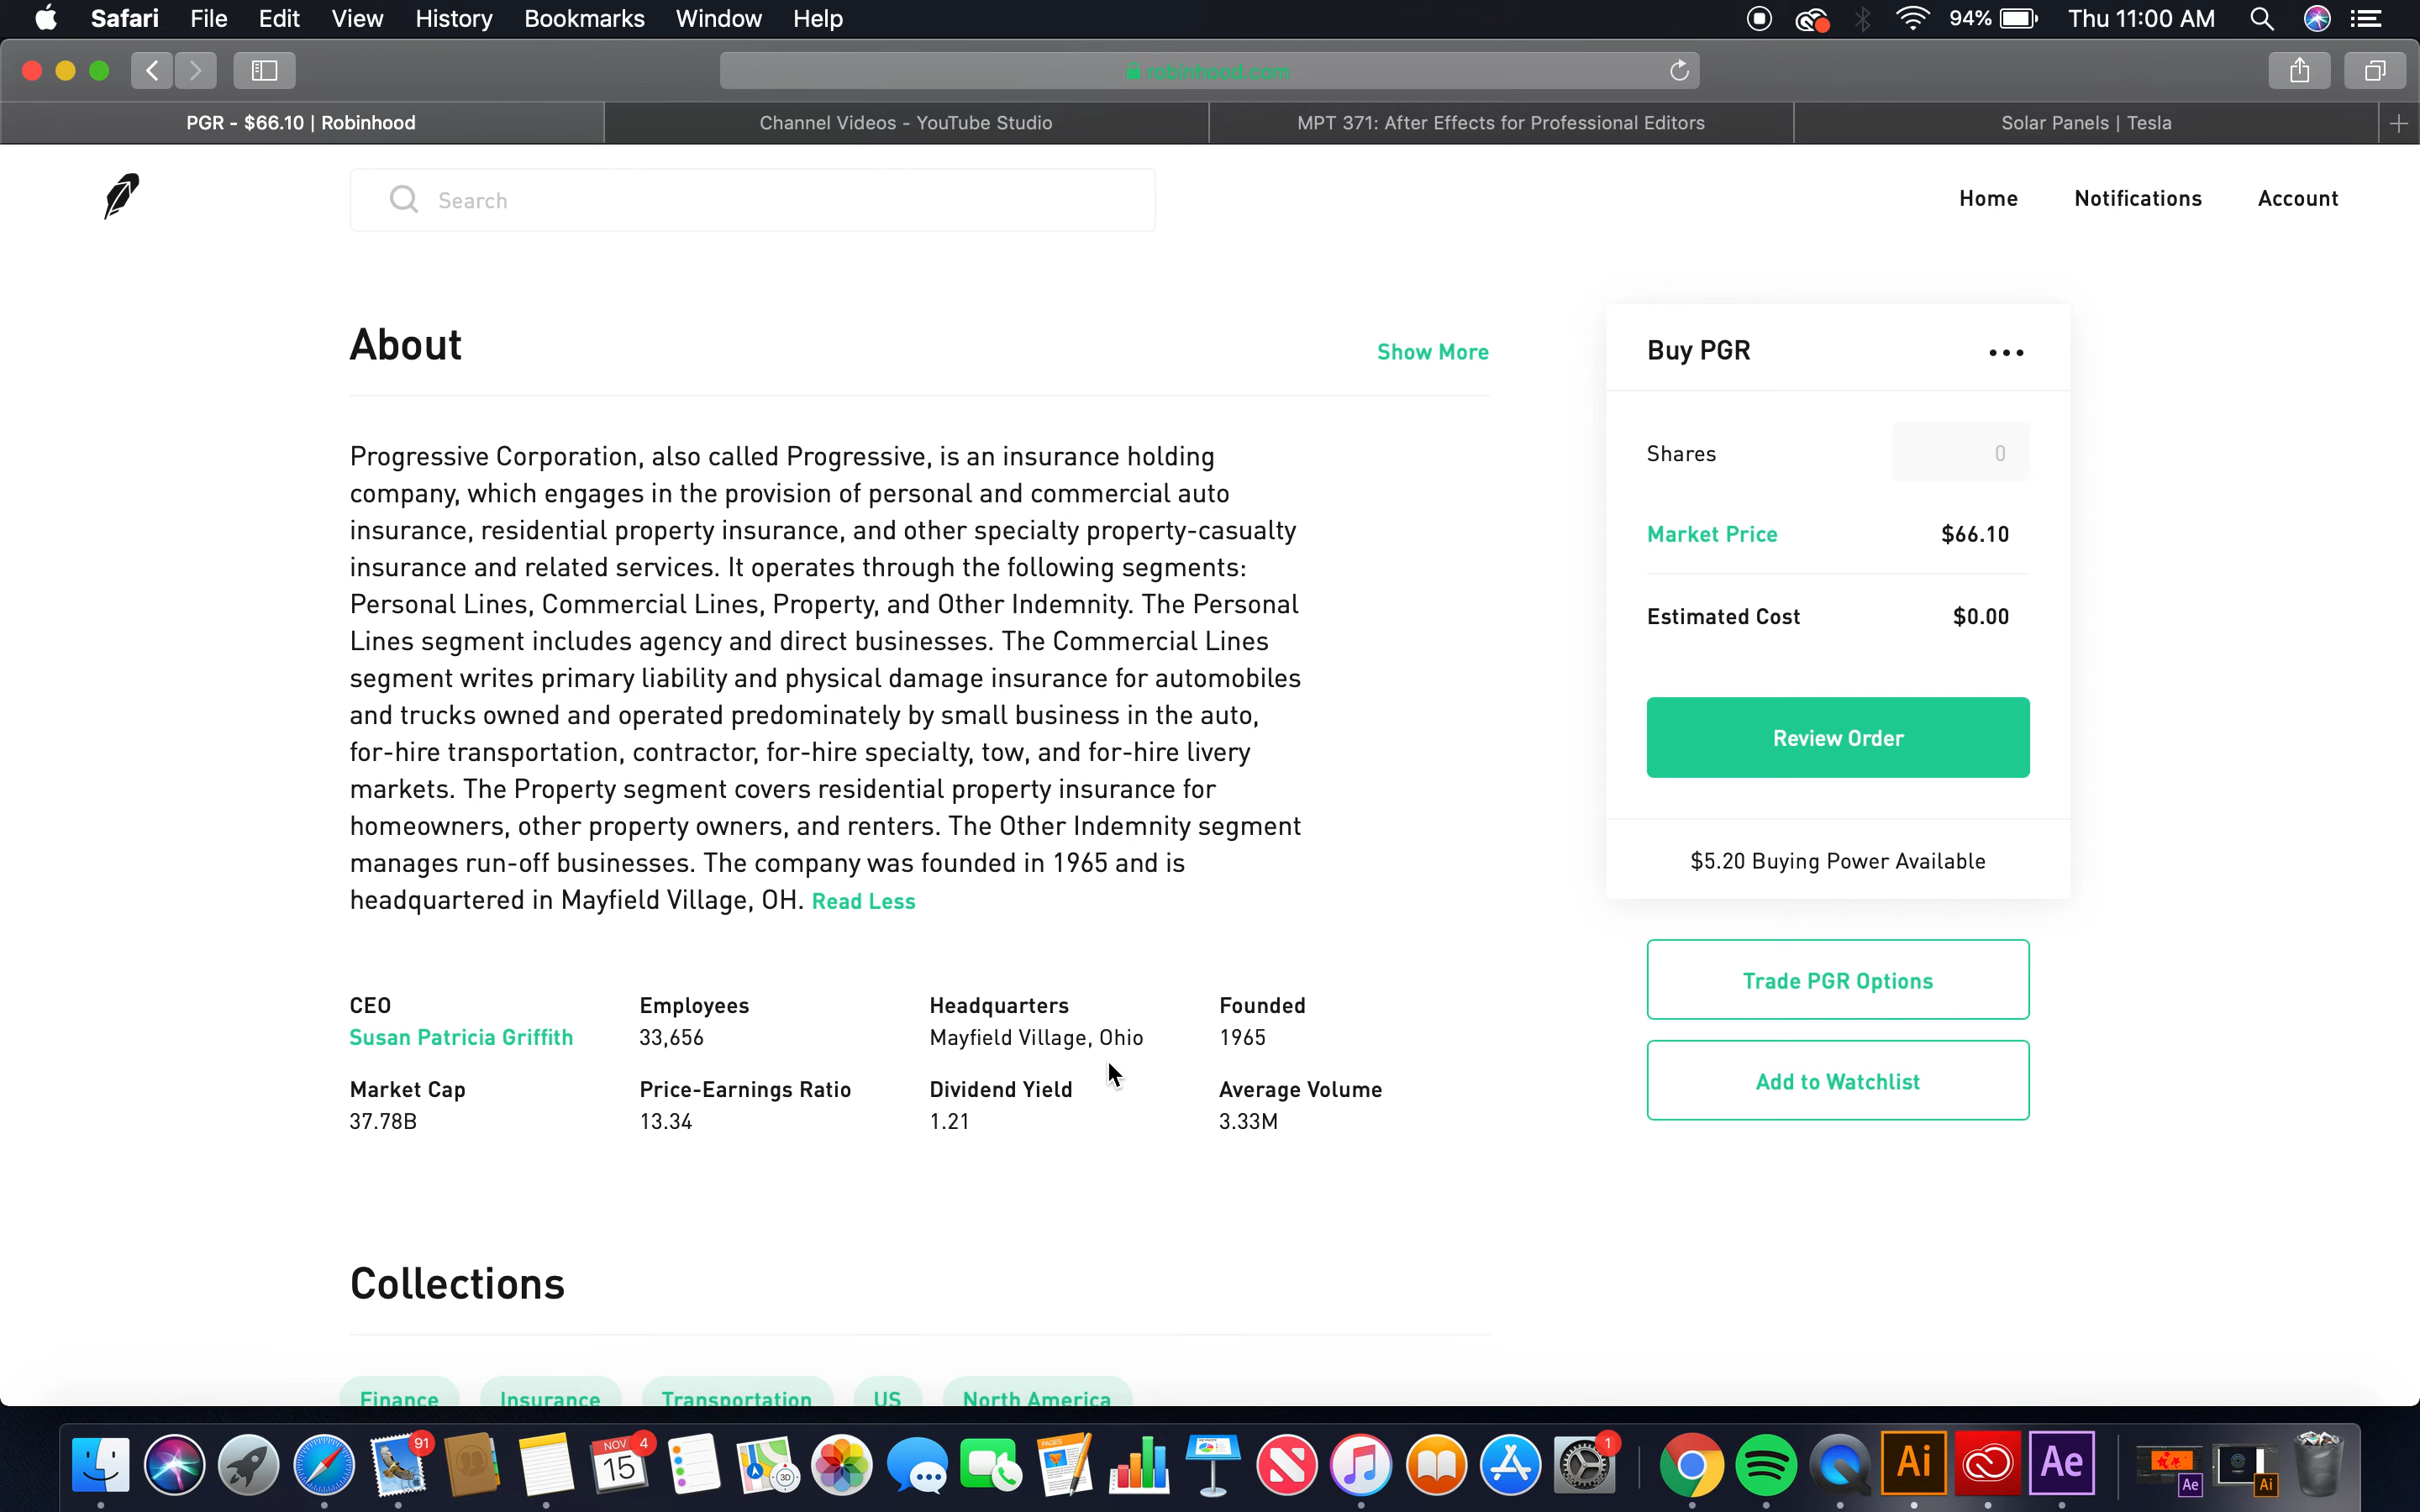 Safari File Edit View History Bookmarks Window Help 94% Thu 11:00 AM
robinhood.com
PGR - $66.10 | Robinhood Channel Videos - YouTube Studio MPT 371: After Effects for Professional Editors Solar Panels | Tesla
Search Home Notifications Account
About Show More
Progressive Corporation, also called Progressive, is an insurance holding
company, which engages in the provision of personal and commercial auto
insurance, residential property insurance, and other specialty property-casualty
insurance and related services. It operates through the following segments:
Personal Lines, Commercial Lines, Property, and Other Indemnity. The Personal
Lines segment includes agency and direct businesses. The Commercial Lines
segment writes primary liability and physical damage insurance for automobiles
and trucks owned and operated predominately by small business in the auto,
for-hire transportation, contractor, for-hire specialty, tow, and for-hire livery
markets. The Property segment covers residential property insurance for
homeowners, other property owners, and renters. The Other Indemnity segment
manages run-off businesses. The company was founded in 1965 and is
headquartered in Mayfield Village, OH. Read Less
CEO Employees Headquarters Founded
Susan Patricia Griffith 33,656 Mayfield Village, Ohio 1965
Market Cap Price-Earnings Ratio Dividend Yield Average Volume
37.78B 13.34 1.21 3.33M
Collections
Finance Insurance Transportation US North America
Buy PGR
Shares 0
Market Price $66.10
Estimated Cost $0.00
Review Order
$5.20 Buying Power Available
Trade PGR Options
Add to Watchlist
91 NOV 15 4 PAGES 3D 1 Ai Ae Ae Ai